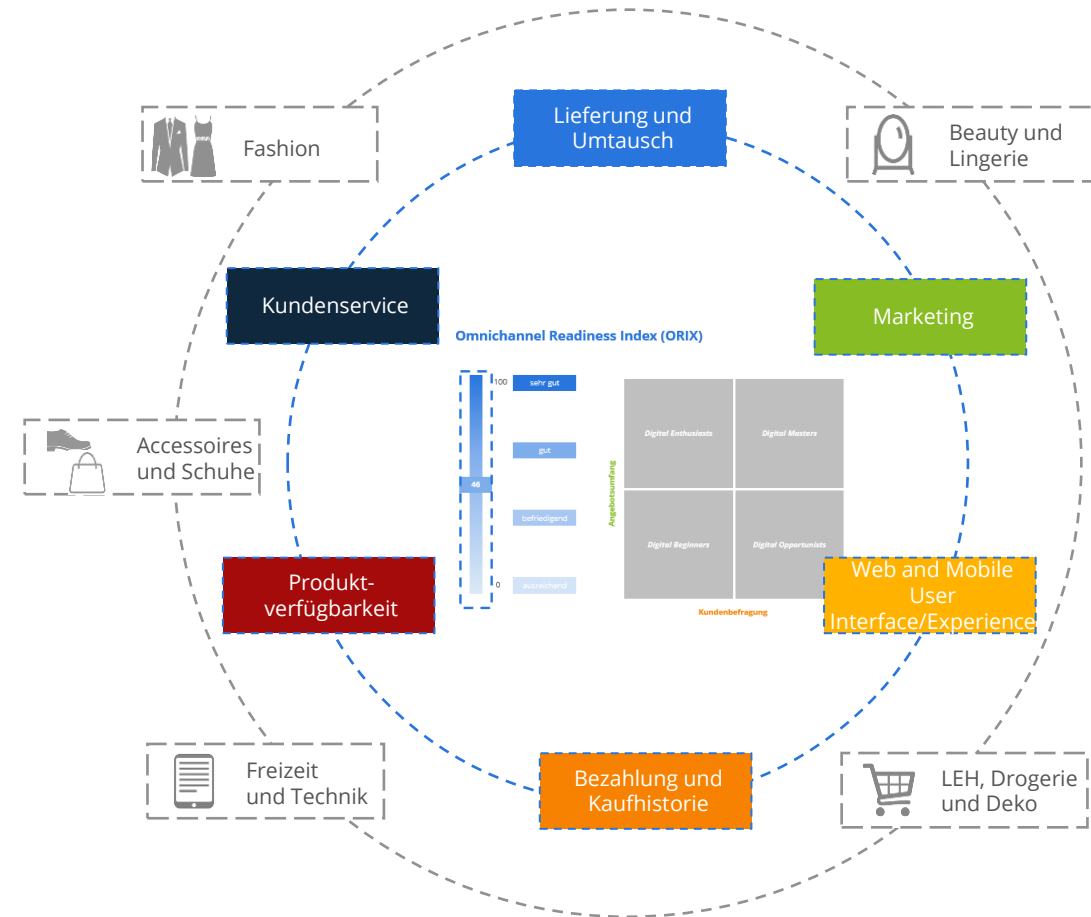 Lieferung und
Umtausch
Fashion
Beauty und
Lingerie
Kundenservice
Marketing
Omnichannel Readiness Index (ORIX)
100
sehr gut
gut
46
befriedigend
0
ausreichend
Angebotsumfang
Digital Enthusiasts
Digital Masters
Digital Beginners
Digital Opportunists
Kundenbefragung
Accessoires
und Schuhe
Produkt-
verfügbarkeit
Web and Mobile
User
Interface/Experience
Freizeit
und Technik
Bezahlung und
Kaufhistorie
LEH, Drogerie
und Deko